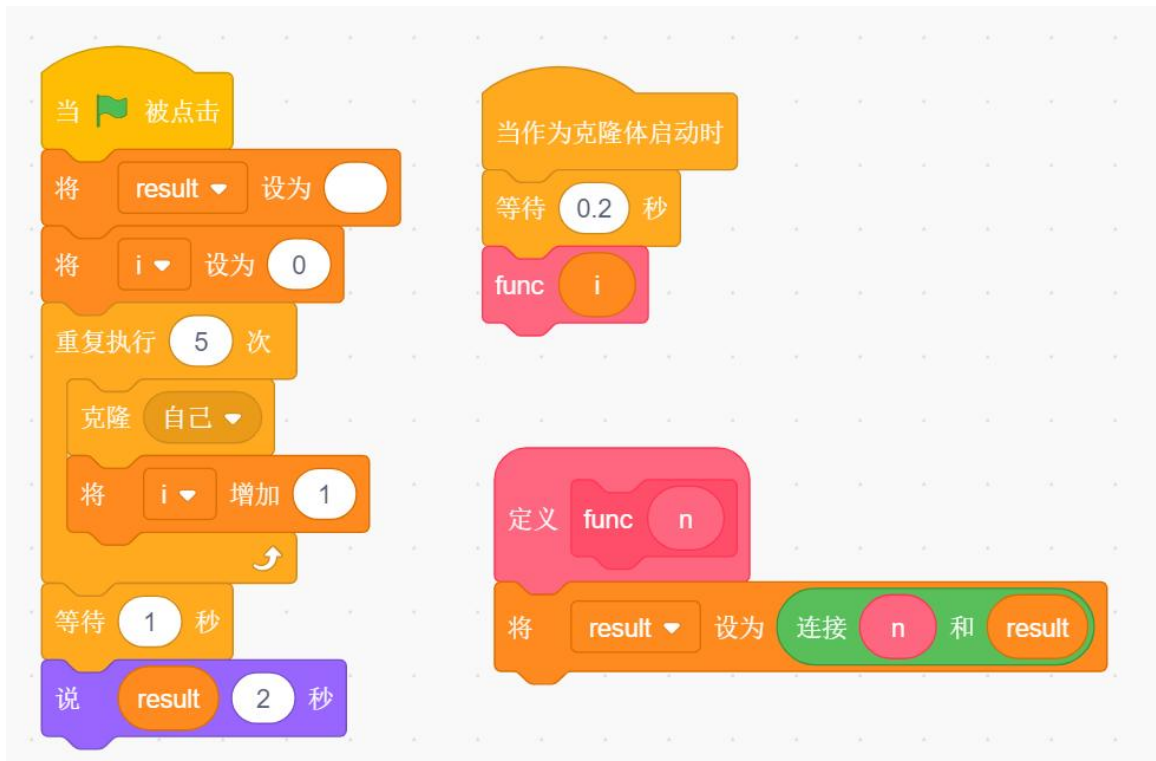 当 被点击
将 result 设为
将 i 设为 0
重复执行 5 次
克隆 自己
将 i 增加 1
等待 1 秒
说 result 2 秒
当作为克隆体启动时
等待 0.2 秒
func i
定义 func n
将 result 设为 连接 n 和 result